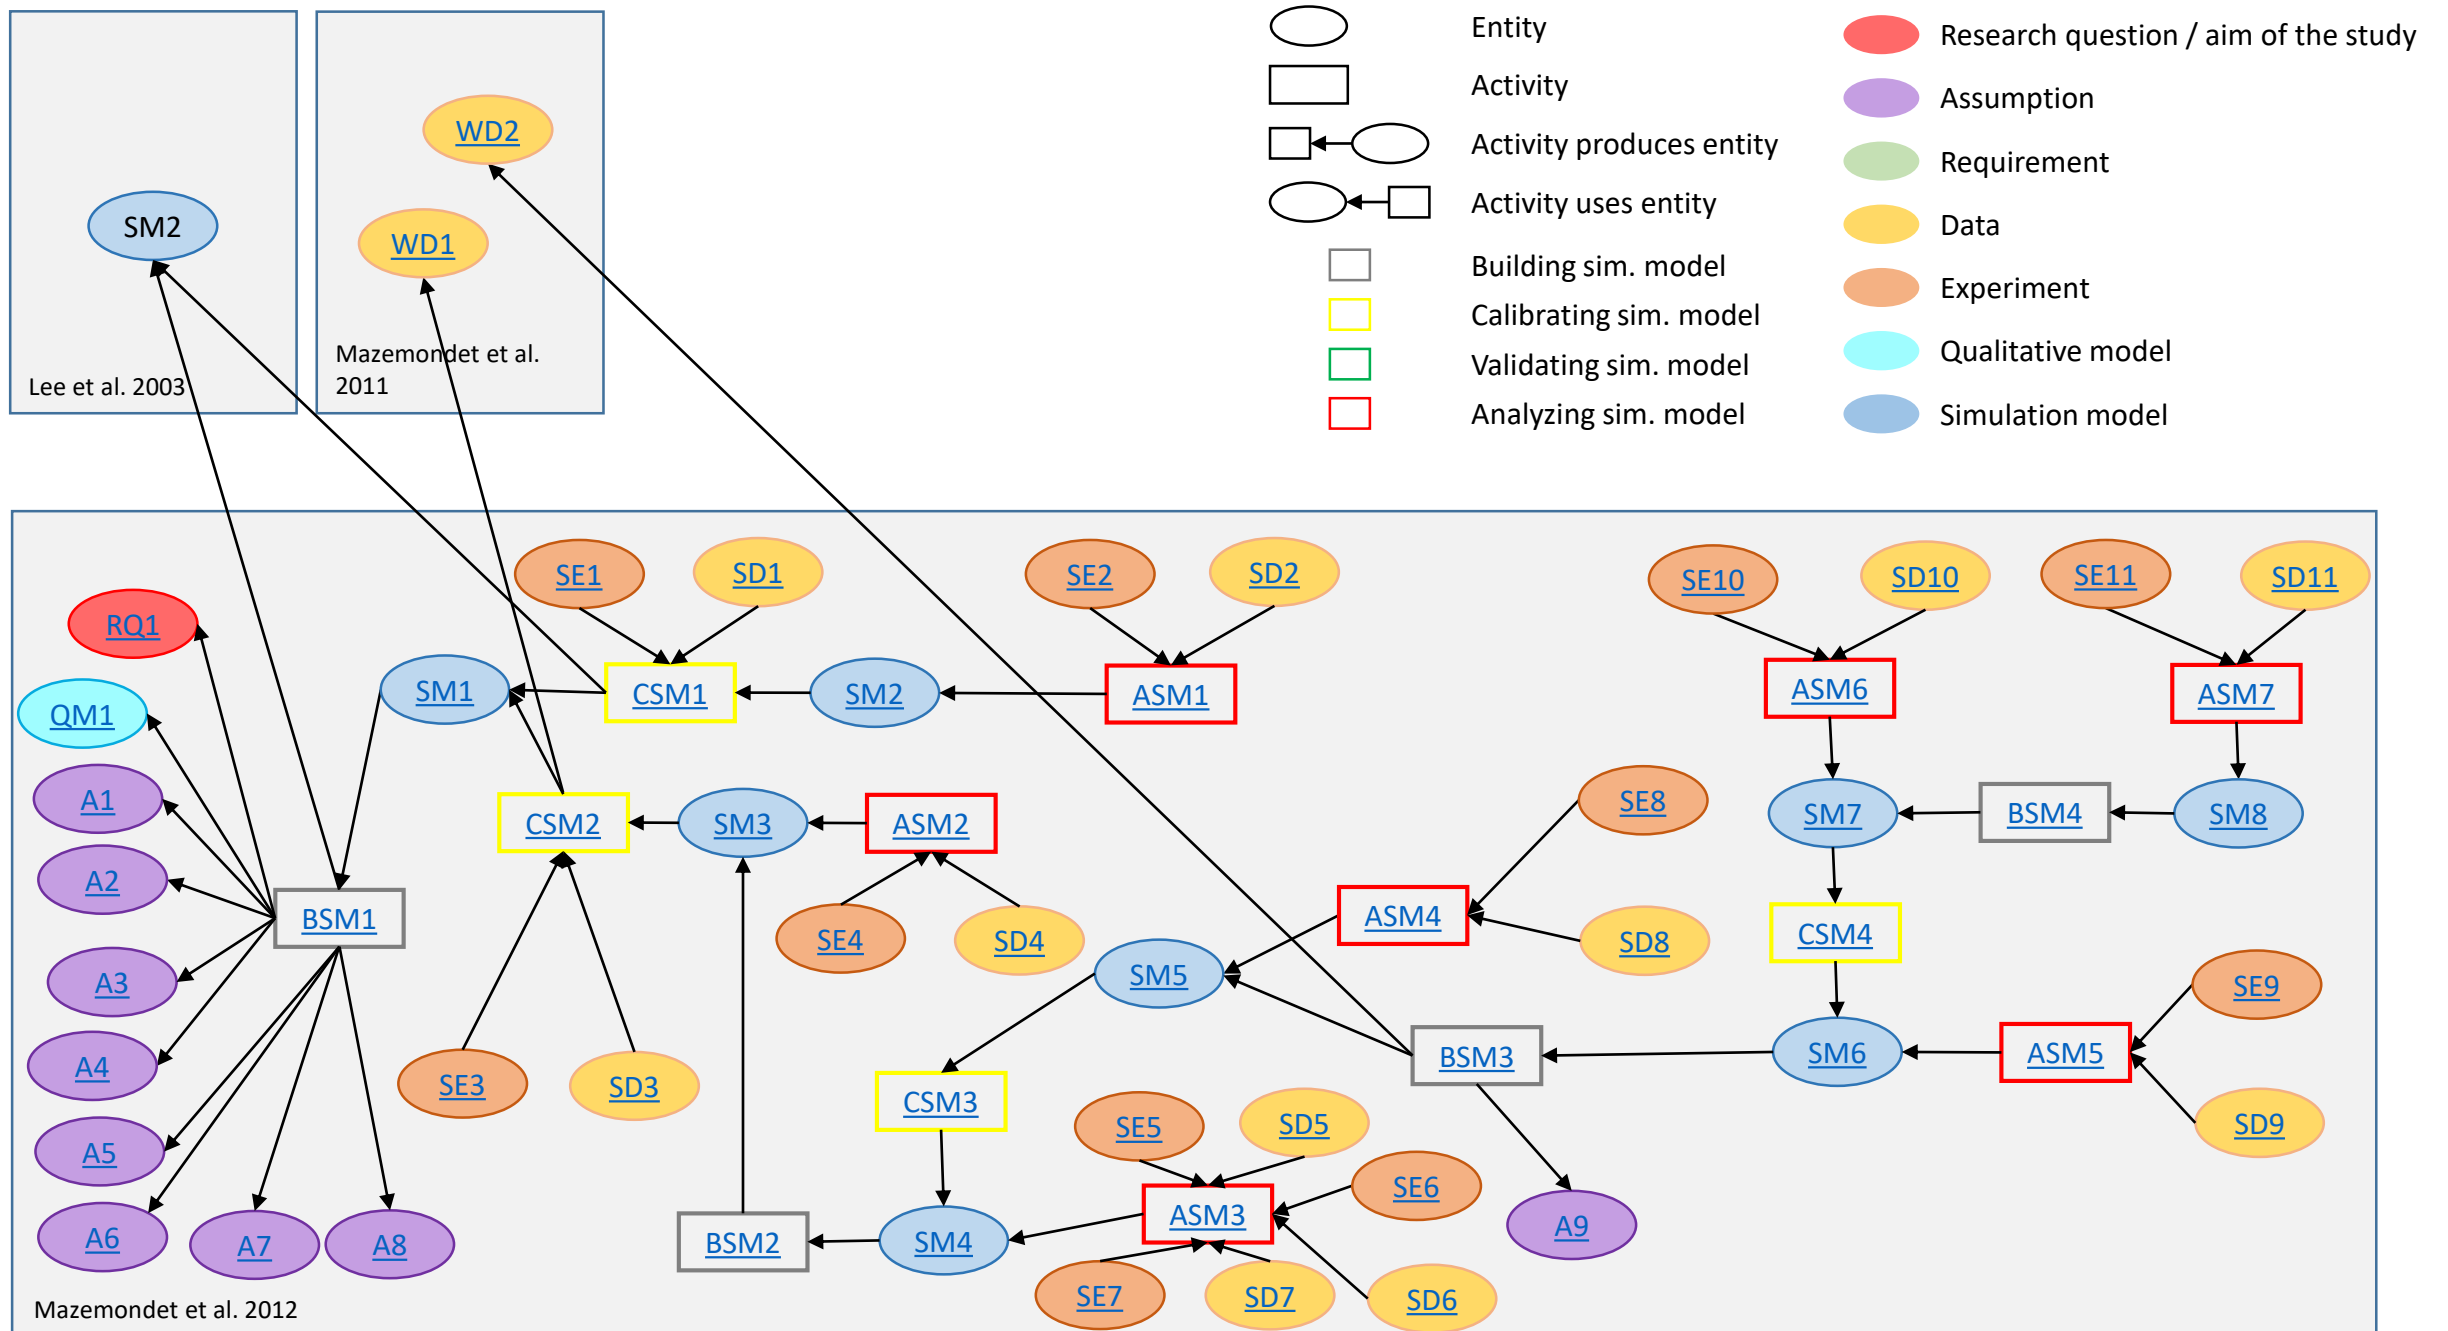 WD2
WD1
SM2
Mazemondet et al.
2011
Lee et al. 2003
Entity
Activity
Activity produces entity
Activity uses entity
Building sim. model
Calibrating sim. model
Validating sim. model
Analyzing sim. model
Research question / aim of the study
Assumption
Requirement
Data
Experiment
Qualitative model
Simulation model
SE1
SD1
SE2
SD2
SE10
SD10
SE11
SD11
RQ1
SM1
CSM1
SM2
ASM1
ASM6
ASM7
QM1
A1
CSM2
SM3
ASM2
SE8
SM7
BSM4
SM8
A2
BSM1
SE4
SD4
ASM4
SD8
CSM4
A3
SM5
SE9
A4
SE3
SD3
CSM3
BSM3
SM6
ASM5
A5
SE5
SD5
SD9
A6
A7
A8
BSM2
SM4
ASM3
SE6
A9
SE7
SD7
SD6
Mazemondet et al. 2012